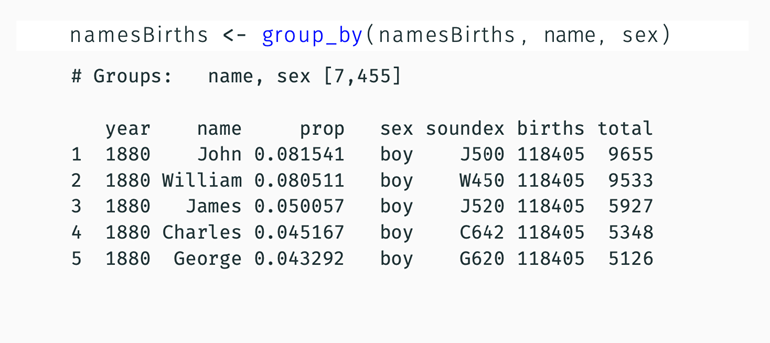 namesBirths <- group_by(namesBirths, name, sex)
# Groups:   name, sex [7,455]
   year    name     prop   sex soundex births total
1  1880    John 0.081541   boy    J500 118405  9655
2  1880 William 0.080511   boy    W450 118405  9533
3  1880   James 0.050057   boy    J520 118405  5927
4  1880 Charles 0.045167   boy    C642 118405  5348
5  1880  George 0.043292   boy    G620 118405  5126